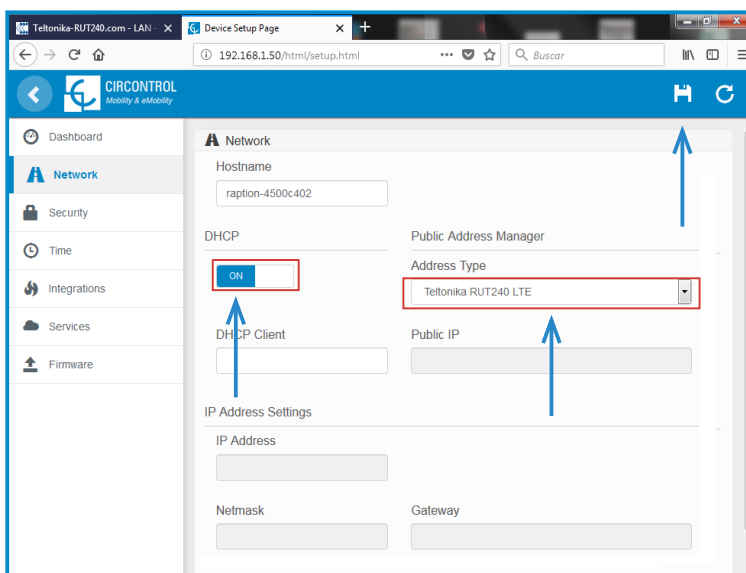 Teltonika-RUT240.com - LAN -
Device Setup Page
192.168.1.50/html/setup.html
Buscar
CIRCONTROL
Mobility & eMobility
Dashboard
Network
Security
Time
Integrations
Services
Firmware
Network
Hostname
raption-4500c402
DHCP
Public Address Manager
ON
Address Type
Teltonika RUT240 LTE
DHCP Client
Public IP
IP Address Settings
IP Address
Netmask
Gateway